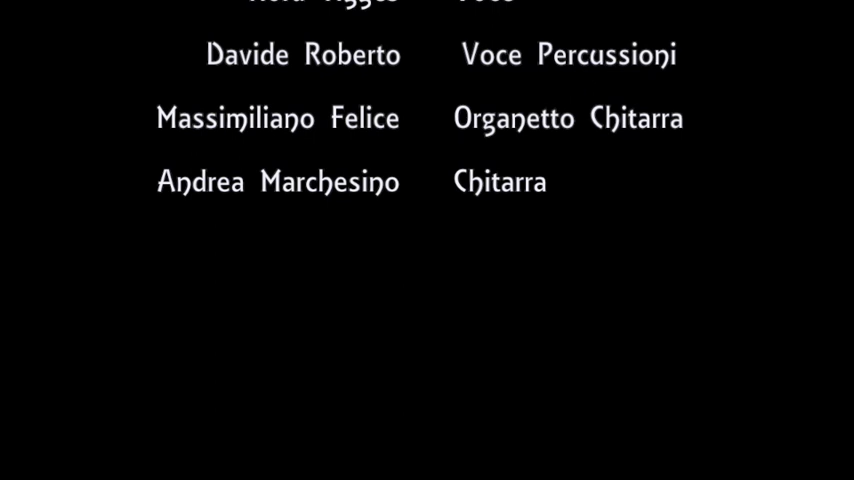 Davide Roberto Voce Percussioni
Massimiliano Felice Organetto Chitarra
Andrea Marchesino Chitarra